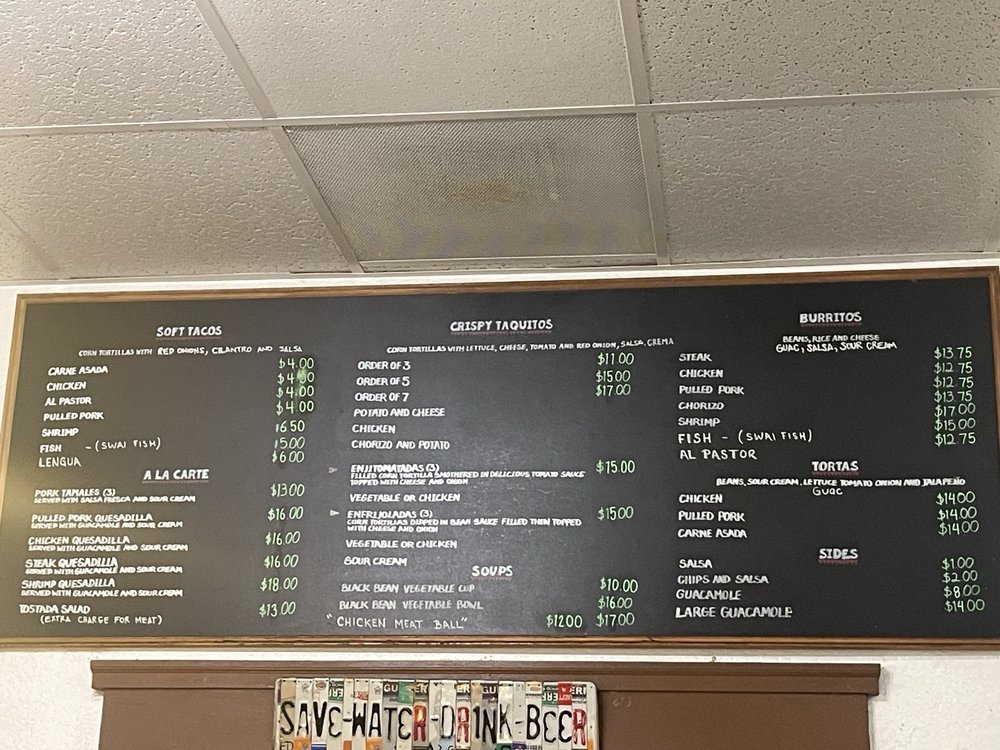 SOFT TACOS
CORN TORTILLAS WITH RED ONIONS, CILANTRO AND SALSA
CARNE ASADA $4.00
CHICKEN $4.00
AL PASTOR $4.00
PULLED PORK $4.00
SHRIMP 16.50
FISH - (SWAI FISH) 15.00
LENGUA $6.00
A LA CARTE
PORK TAMALES (3) $13.00
SERVED WITH SALSA FRESCA AND SOUR CREAM
PULLED PORK QUESADILLA $16.00
SERVED WITH GUACAMOLE AND SOUR CREAM
CHICKEN QUESADILLA $16.00
SERVED WITH GUACAMOLE AND SOUR CREAM
STEAK QUESADILLA $16.00
SERVED WITH GUACAMOLE AND SOUR CREAM
SHRIMP QUESADILLA $18.00
SERVED WITH GUACAMOLE AND SOUR CREAM
TOSTADA SALAD $13.00
(EXTRA CHARGE FOR MEAT)
CRISPY TAQUITOS
CORN TORTILLAS WITH LETTUCE, CHEESE, TOMATO AND RED ONION, SALSA, CREMA
ORDER OF 3 $11.00
ORDER OF 5 $15.00
ORDER OF 7 $17.00
POTATO AND CHEESE
CHICKEN
CHORIZO AND POTATO
ENJITOMATADAS (3) $15.00
FILLED CORN TORTILLA SMOTHERED IN DELICIOUS TOMATO SAUCE
TOPPED WITH CHEESE AND ONION
VEGETABLE OR CHICKEN
ENFRIJOLADAS (3) $15.00
CORN TORTILLAS DIPPED IN BEAN SAUCE FILLED THEN TOPPED
WITH CHEESE AND ONION
VEGETABLE OR CHICKEN
SOUR CREAM
SOUPS
BLACK BEAN VEGETABLE CUP $10.00
BLACK BEAN VEGETABLE BOWL $16.00
"CHICKEN MEAT BALL" $12.00 $17.00
BURRITOS
BEANS, RICE AND CHEESE
GUAC, SALSA, SOUR CREAM
STEAK $13.75
CHICKEN $12.75
PULLED PORK $12.75
CHORIZO $13.75
SHRIMP $17.00
FISH - (SWAI FISH) $15.00
AL PASTOR $12.75
TORTAS
BEANS, SOUR CREAM, LETTUCE TOMATO ONION AND JALAPEÑO
GUAC
CHICKEN $14.00
PULLED PORK $14.00
CARNE ASADA $14.00
SIDES
SALSA $1.00
CHIPS AND SALSA $2.00
GUACAMOLE $8.00
LARGE GUACAMOLE $14.00
SAVE-WATER-DRINK-BEER